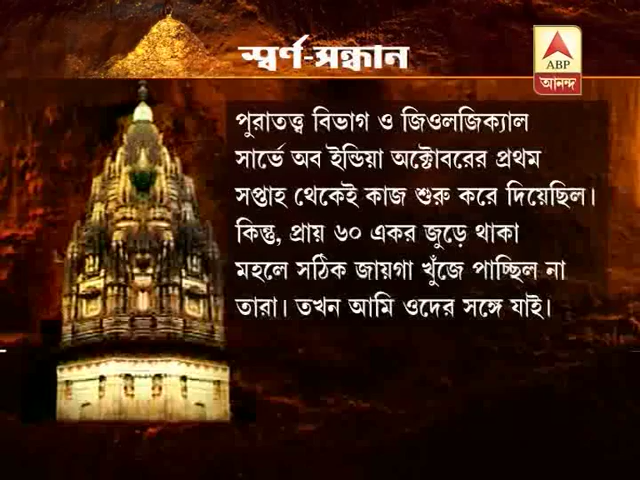 স্বর্ণ-সন্ধান
ABP
আনন্দ
পুরাতত্ত্ব বিভাগ ও জিওলজিক্যাল
সার্ভে অব ইন্ডিয়া অক্টোবরের প্রথম
সপ্তাহ থেকেই কাজ শুরু করে দিয়েছিল।
কিন্তু, প্রায় ৬০ একর জুড়ে থাকা
মহলে সঠিক জায়গা খুঁজে পাচ্ছিল না
তারা। তখন আমি ওদের সঙ্গে যাই।